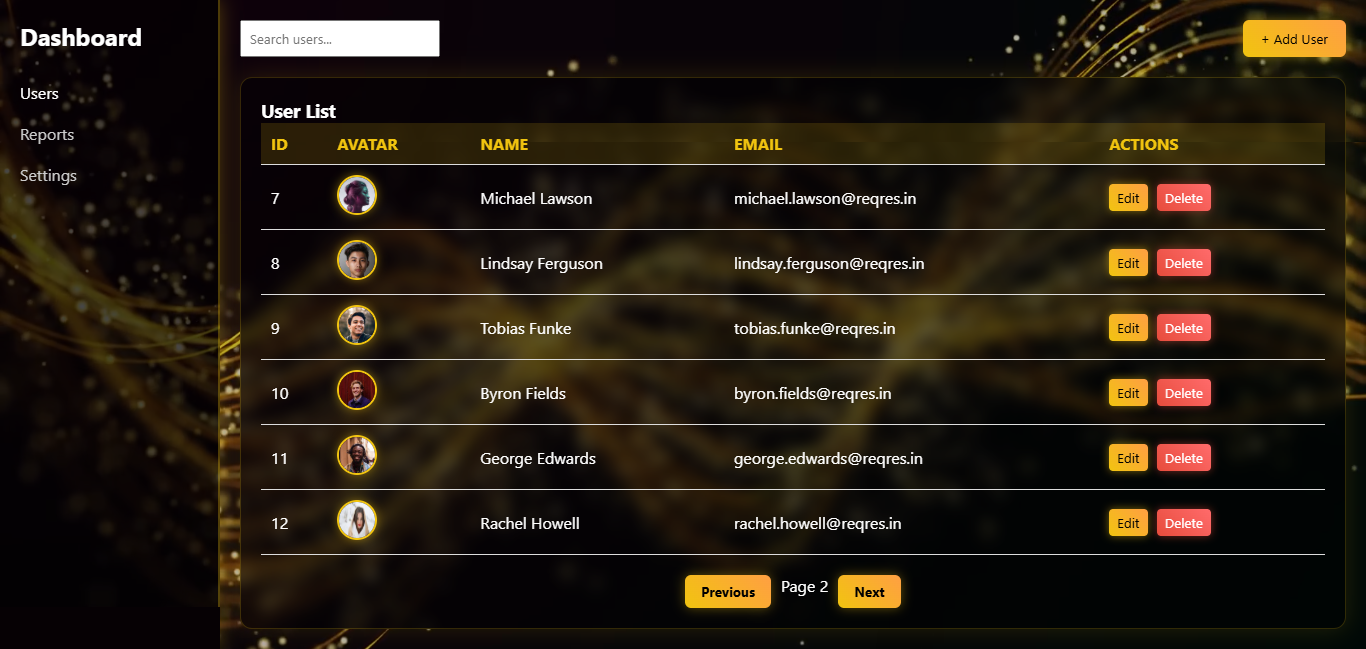 Dashboard
Users
Reports
Settings
Search users...
+ Add User
User List
ID AVATAR NAME EMAIL ACTIONS
7 Michael Lawson michael.lawson@reqres.in Edit Delete
8 Lindsay Ferguson lindsay.ferguson@reqres.in Edit Delete
9 Tobias Funke tobias.funke@reqres.in Edit Delete
10 Byron Fields byron.fields@reqres.in Edit Delete
11 George Edwards george.edwards@reqres.in Edit Delete
12 Rachel Howell rachel.howell@reqres.in Edit Delete
Previous Page 2 Next